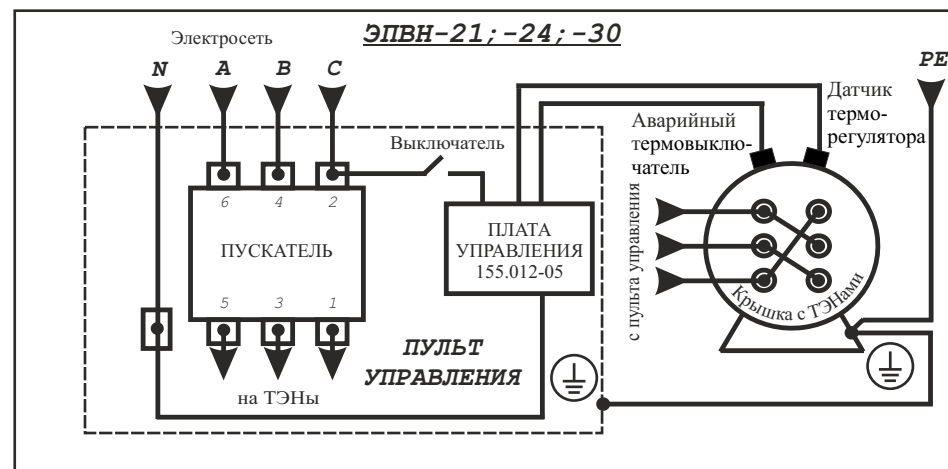 ЭПВН-21;-24;-30
Электросеть
N A B C
PE
Датчик
термо-
регулятора
Аварийный
термовыклю-
чатель
Выключатель
6 4 2
ПУСКАТЕЛЬ
5 3 1
ПЛАТА
УПРАВЛЕНИЯ
155.012-05
с пульта управления
Крышка с ТЭНами
ПУЛЬТ
УПРАВЛЕНИЯ
на ТЭНы